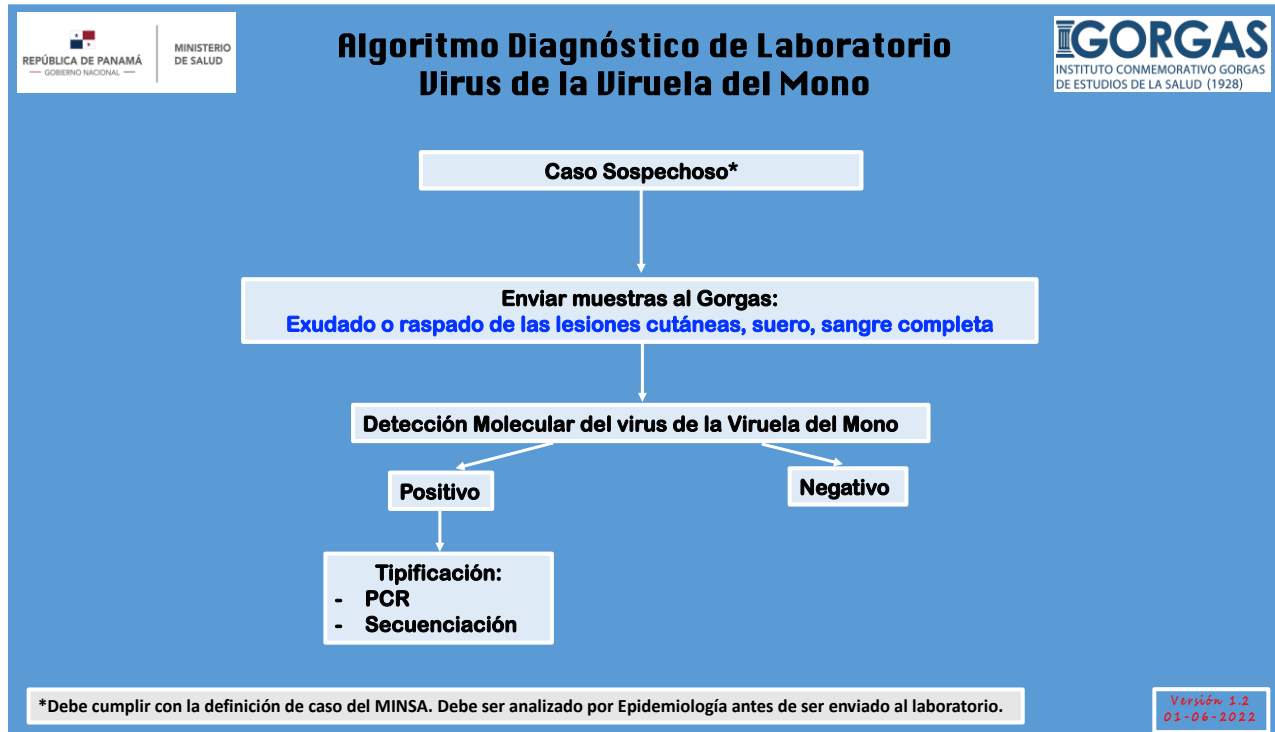 REPÚBLICA DE PANAMÁ
— GOBIERNO NACIONAL —
MINISTERIO
DE SALUD
Algoritmo Diagnóstico de Laboratorio
Virus de la Viruela del Mono
IGORGAS
INSTITUTO CONMEMORATIVO GORGAS
DE ESTUDIOS DE LA SALUD (1928)
Caso Sospechoso*
Enviar muestras al Gorgas:
Exudado o raspado de las lesiones cutáneas, suero, sangre completa
Detección Molecular del virus de la Viruela del Mono
Positivo
Negativo
Tipificación:
- PCR
- Secuenciación
*Debe cumplir con la definición de caso del MINSA. Debe ser analizado por Epidemiología antes de ser enviado al laboratorio.
Versión 1.2
01-06-2022